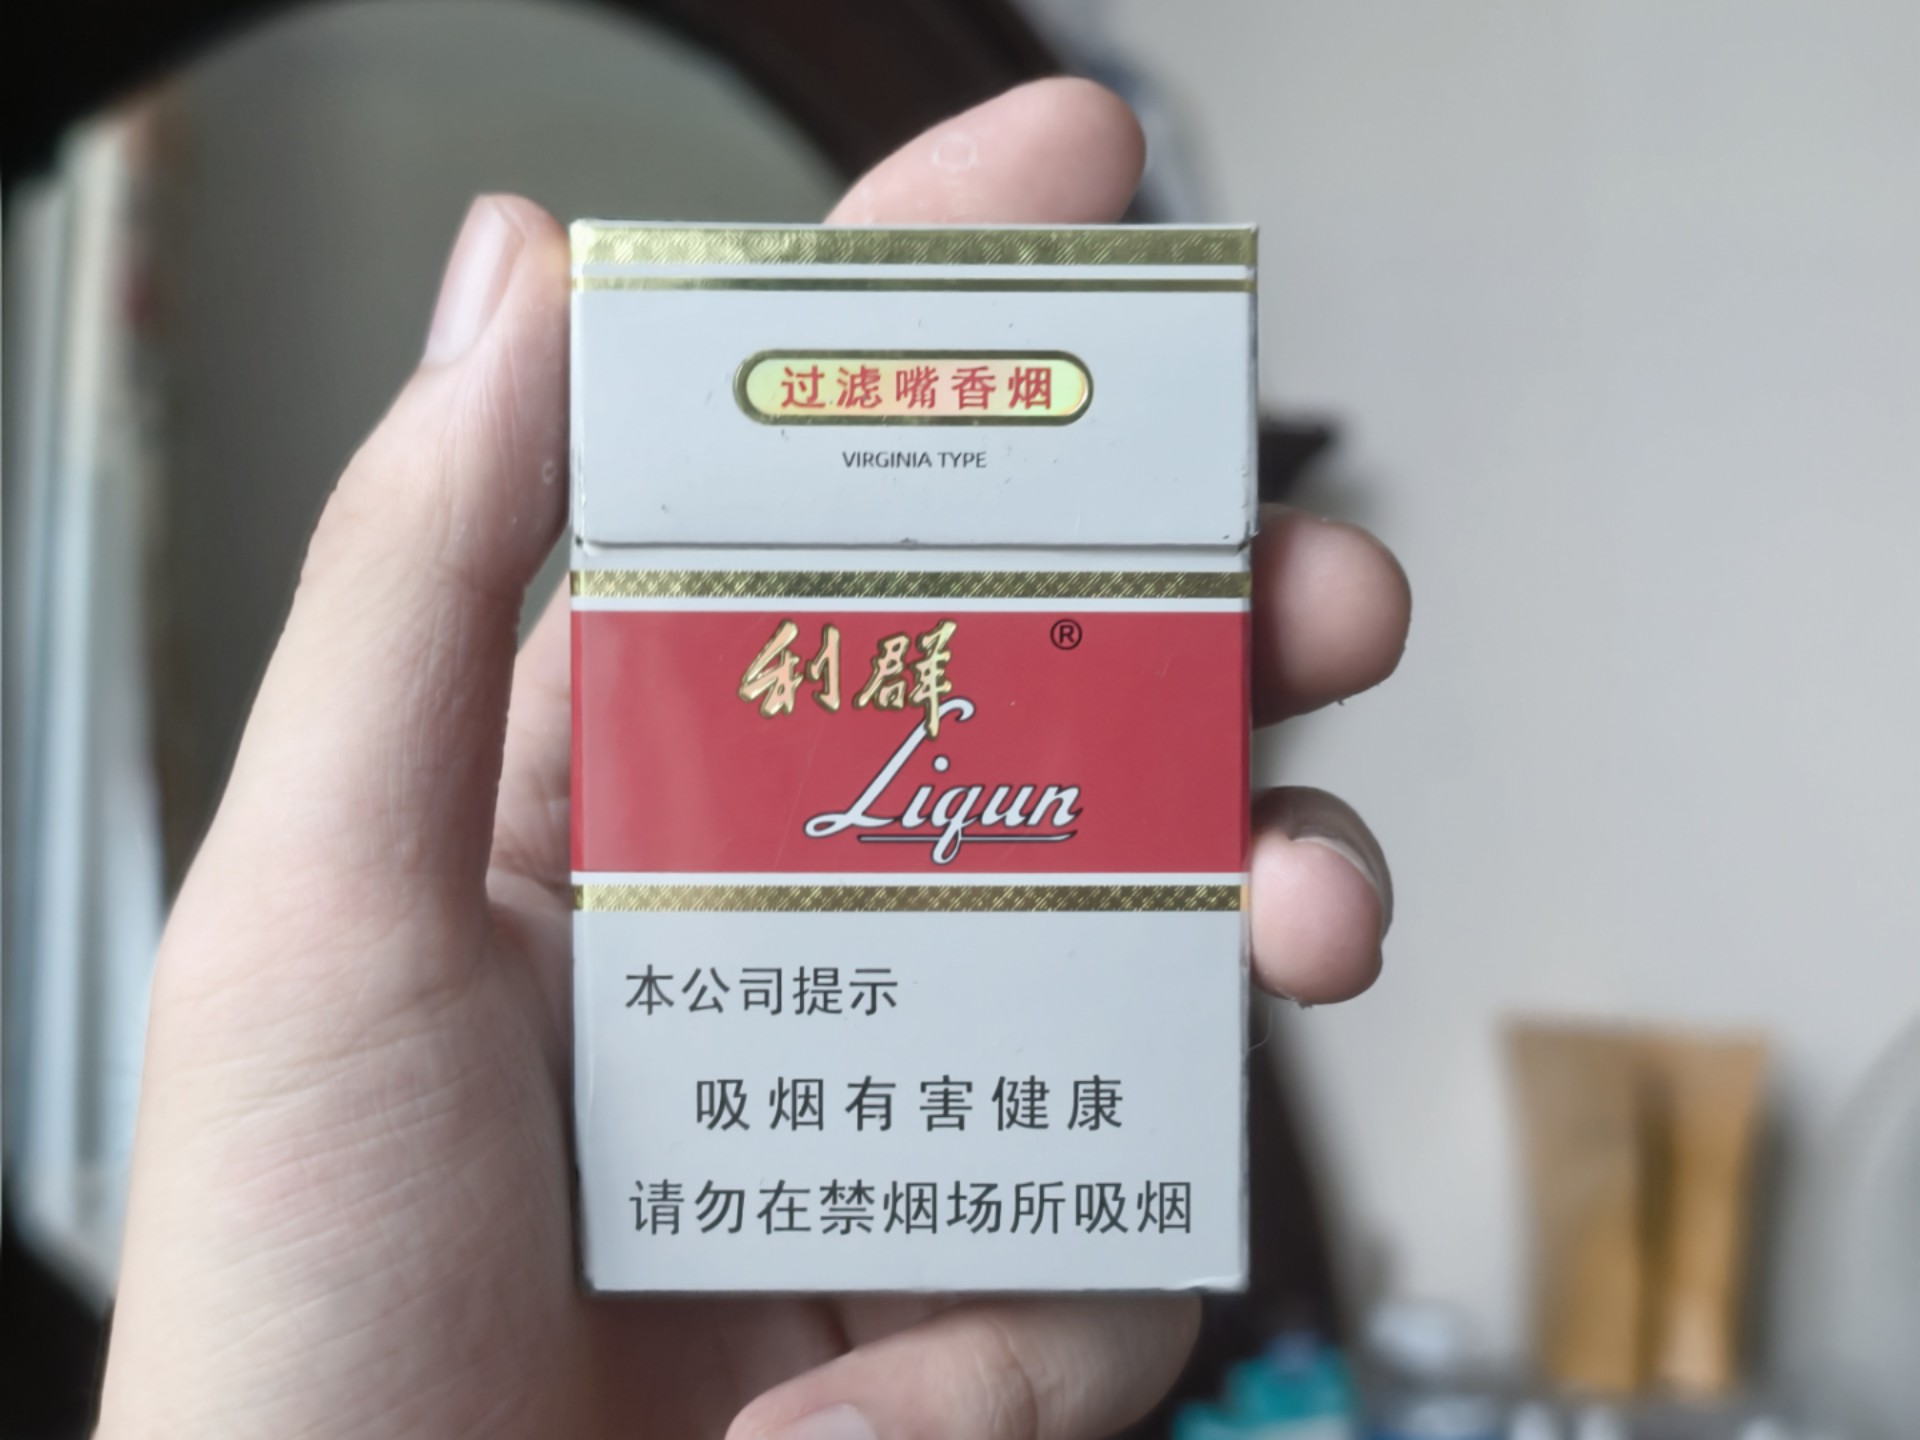 过滤嘴香烟
VIRGINIA TYPE
利群 ®
Liqun
本公司提示
吸烟有害健康
请勿在禁烟场所吸烟